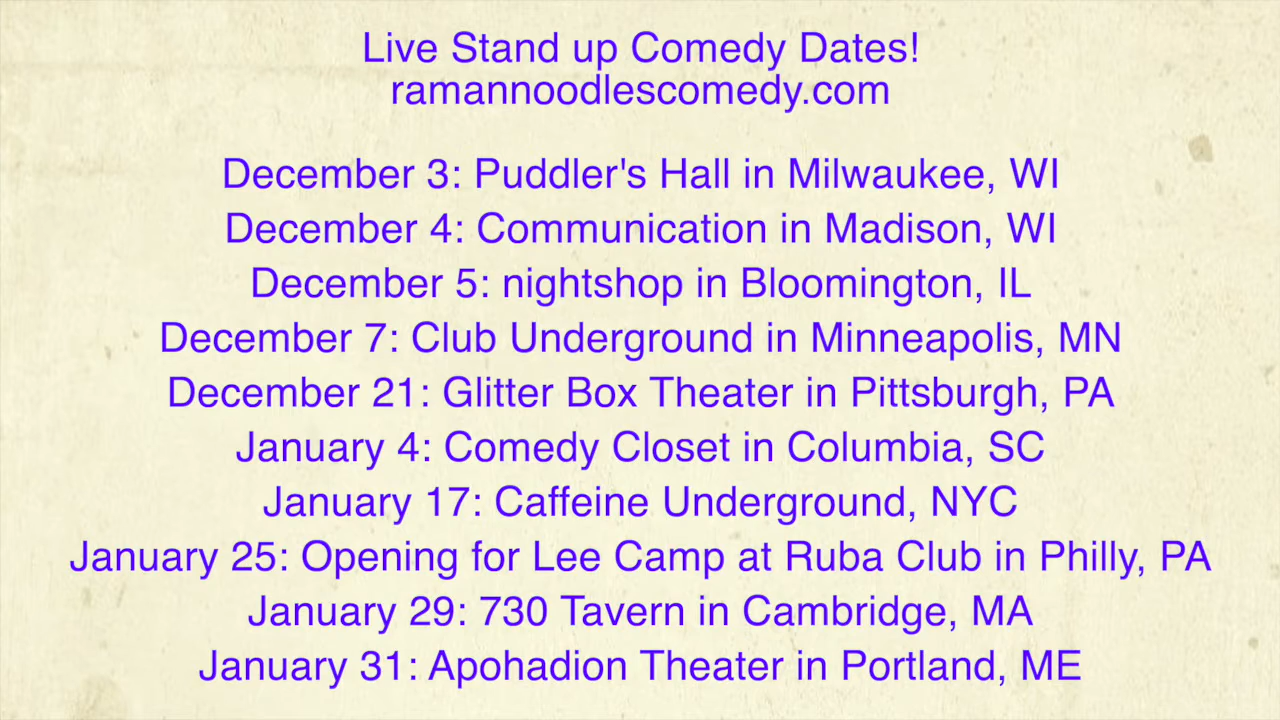 Live Stand up Comedy Dates!
ramannoodlescomedy.com
December 3: Puddler's Hall in Milwaukee, WI
December 4: Communication in Madison, WI
December 5: nightshop in Bloomington, IL
December 7: Club Underground in Minneapolis, MN
December 21: Glitter Box Theater in Pittsburgh, PA
January 4: Comedy Closet in Columbia, SC
January 17: Caffeine Underground, NYC
January 25: Opening for Lee Camp at Ruba Club in Philly, PA
January 29: 730 Tavern in Cambridge, MA
January 31: Apohadion Theater in Portland, ME